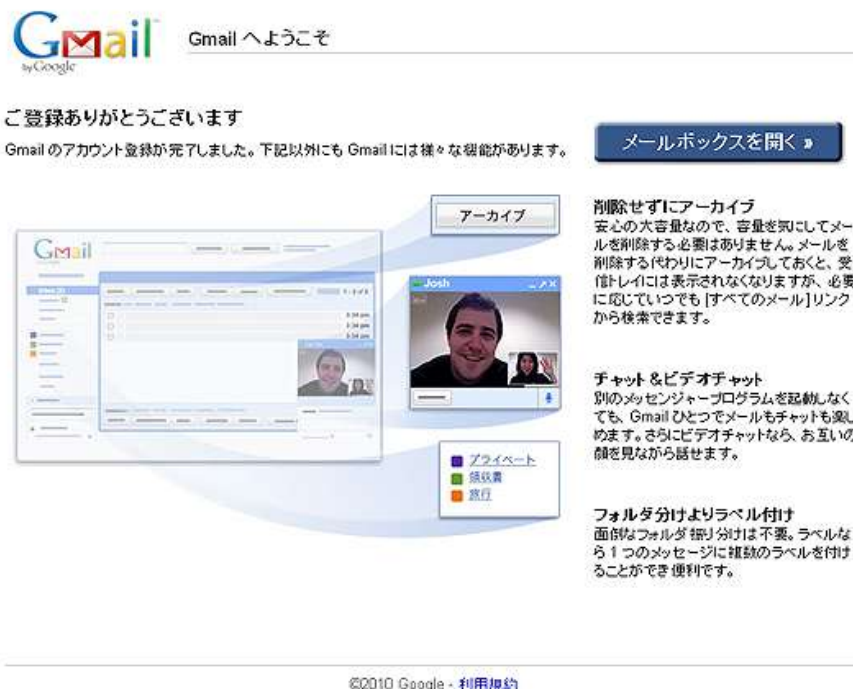 Gmail
by Google
Gmail へようこそ
ご登録ありがとうございます
Gmail のアカウント登録が完了しました。下記以外にも Gmail には様々な機能があります。
メールボックスを開く »
アーカイブ
削除せずにアーカイブ
安心の大容量なので、容量を気にしてメー
ルを削除する必要はありません。メールを
削除する代わりにアーカイブしておくと、受
信トレイには表示されなくなりますが、必要
に応じていつでも [すべてのメール] リンク
から検索できます。
Gmail
1 - 3 of 3
3:34 pm
3:34 pm
3:34 pm
Josh
チャット & ビデオチャット
別のメッセンジャープログラムを起動しなく
ても、Gmail ひとつでメールもチャットも楽し
めます。さらにビデオチャットなら、お互いの
顔を見ながら話せます。
プライベート
領収書
旅行
フォルダ分けよりラベル付け
面倒なフォルダ振り分けは不要。ラベルな
ら 1 つのメッセージに複数のラベルを付け
ることができ便利です。
©2010 Google - 利用規約